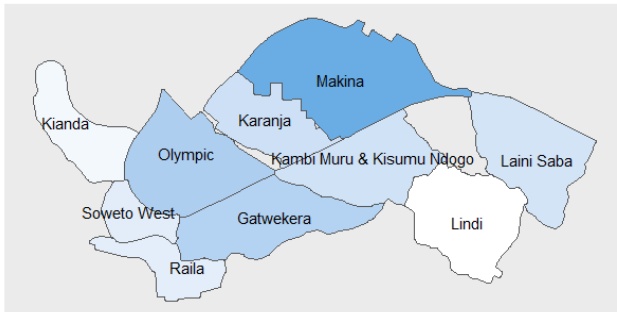 Makina
Karanja
Kianda
Olympic
Kambi Muru & Kisumu Ndogo
Laini Saba
Soweto West
Gatwekera
Lindi
Raila